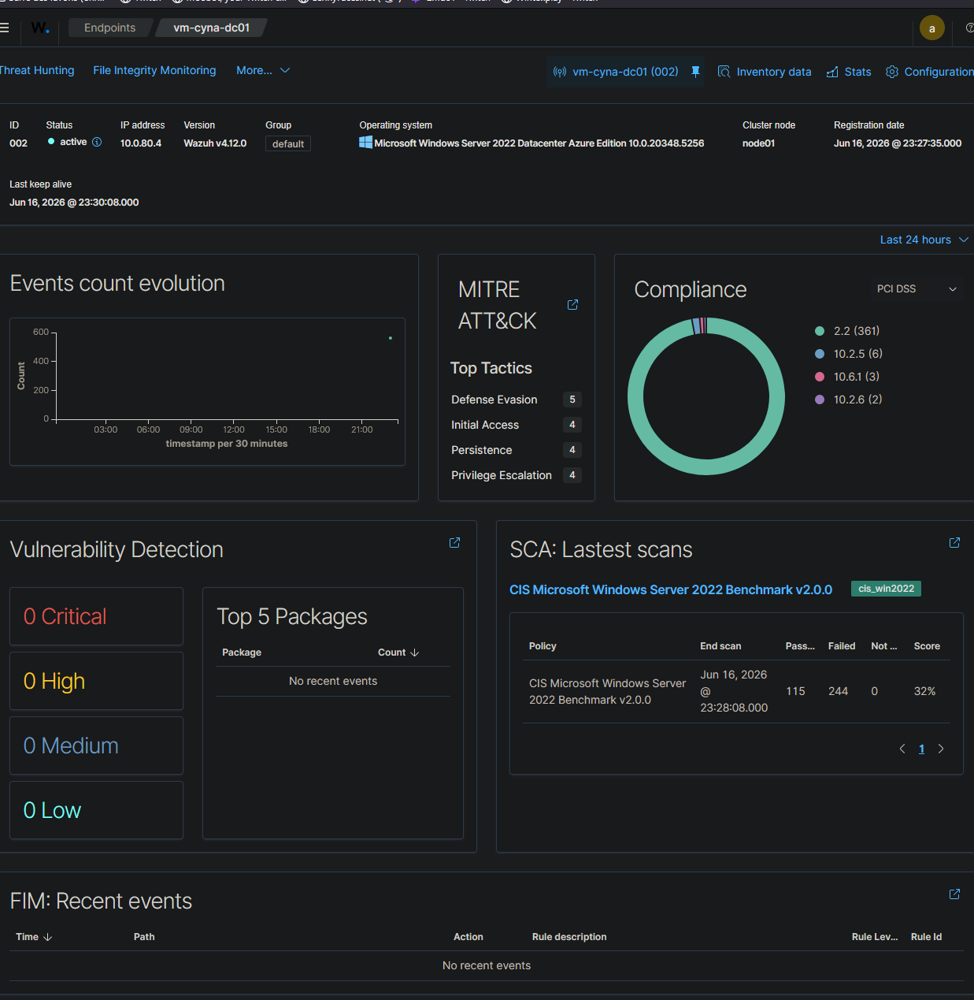 W.
Endpoints
vm-cyna-dc01
a
Threat Hunting
File Integrity Monitoring
More...
vm-cyna-dc01 (002)
Inventory data
Stats
Configuration
ID
Status
IP address
Version
Group
Operating system
Cluster node
Registration date
002
active
10.0.80.4
Wazuh v4.12.0
default
Microsoft Windows Server 2022 Datacenter Azure Edition 10.0.20348.5256
node01
Jun 16, 2026 @ 23:27:35.000
Last keep alive
Jun 16, 2026 @ 23:30:08.000
Last 24 hours
Events count evolution
600
400
200
0
Count
03:00
06:00
09:00
12:00
15:00
18:00
21:00
timestamp per 30 minutes
MITRE
ATT&CK
Top Tactics
Defense Evasion 5
Initial Access 4
Persistence 4
Privilege Escalation 4
Compliance
PCI DSS
2.2 (361)
10.2.5 (6)
10.6.1 (3)
10.2.6 (2)
Vulnerability Detection
0 Critical
0 High
0 Medium
0 Low
Top 5 Packages
Package
Count
No recent events
SCA: Lastest scans
CIS Microsoft Windows Server 2022 Benchmark v2.0.0
cis_win2022
Policy
End scan
Pass...
Failed
Not ...
Score
CIS Microsoft Windows Server
2022 Benchmark v2.0.0
Jun 16, 2026
@
23:28:08.000
115
244
0
32%
1
FIM: Recent events
Time
Path
Action
Rule description
Rule Lev...
Rule Id
No recent events